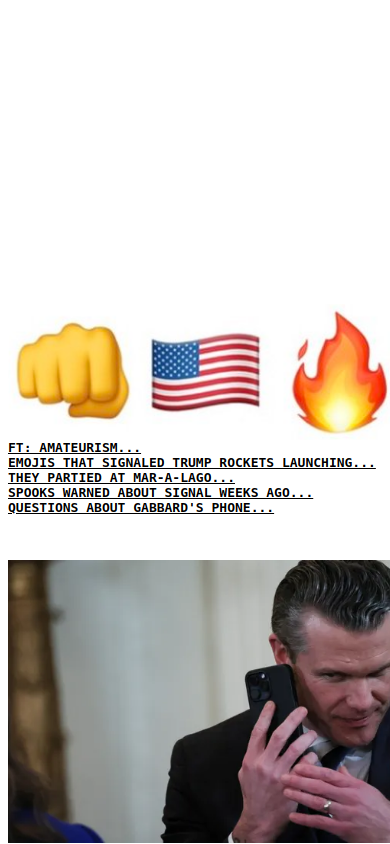 FT: AMATEURISM...
EMOJIS THAT SIGNALED TRUMP ROCKETS LAUNCHING...
THEY PARTIED AT MAR-A-LAGO...
SPOOKS WARNED ABOUT SIGNAL WEEKS AGO...
QUESTIONS ABOUT GABBARD'S PHONE...